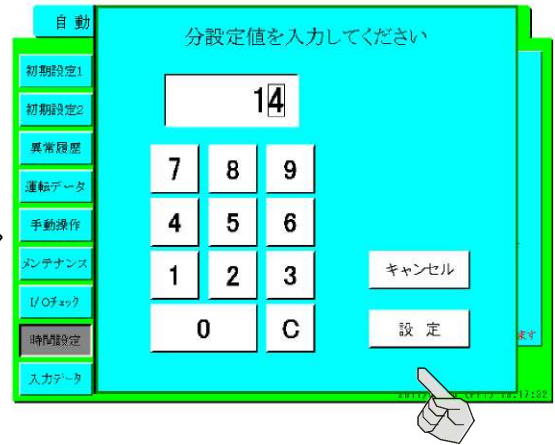 自動
分設定値を入力してください
14
初期設定1
初期設定2
異常履歴
運転データ
手動操作
メンテナンス
I/Oチェック
時間設定
入力データ
7 8 9
4 5 6
1 2 3
0 C
キャンセル
設 定
ます